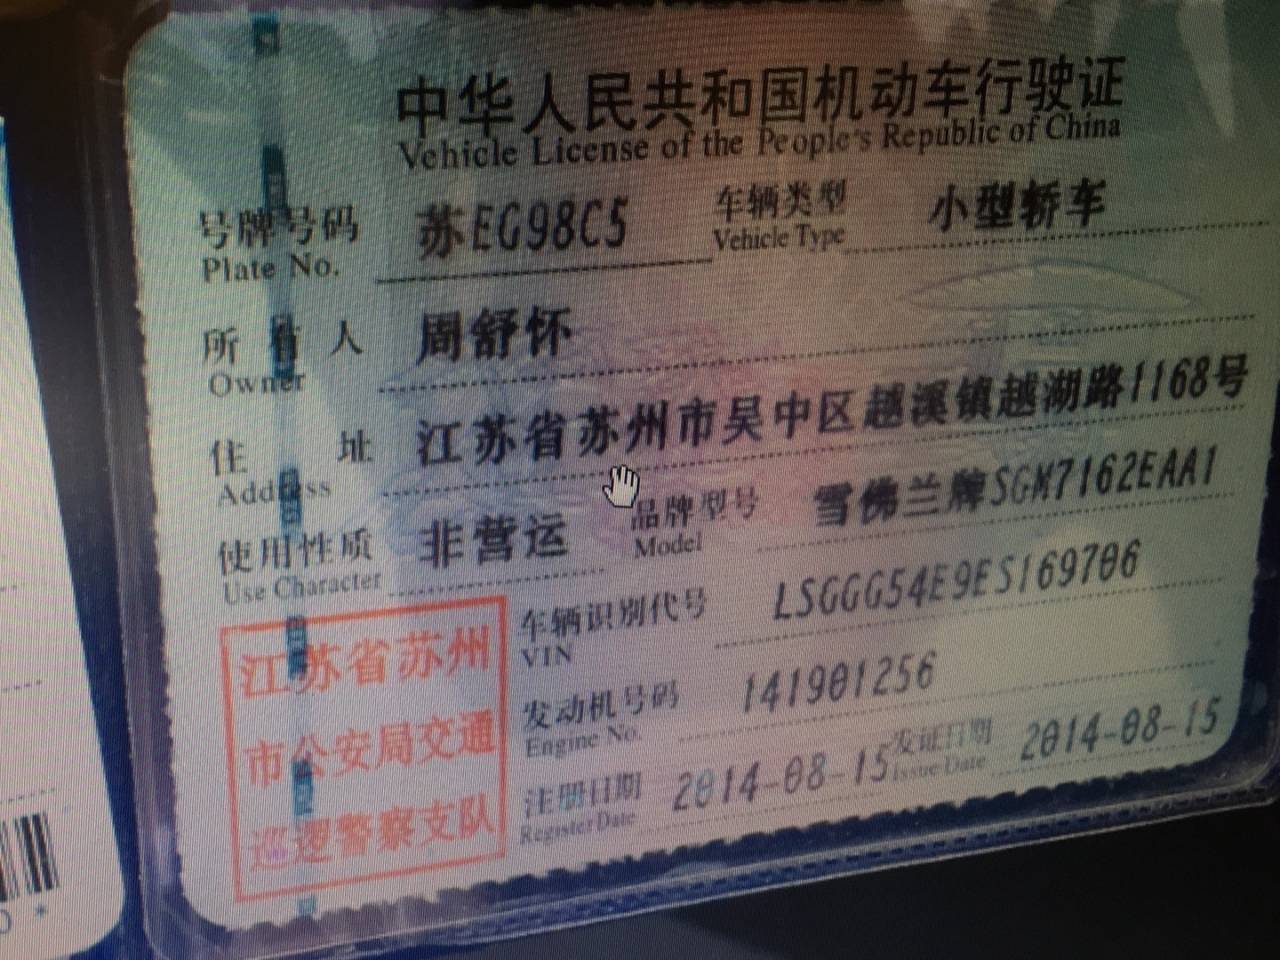 中华人民共和国机动车行驶证
Vehicle License of the People's Republic of China
号牌号码 苏EG98C5 车辆类型 小型轿车
Plate No. Vehicle Type
所有人 周舒怀
Owner
住址 江苏省苏州市吴中区越溪镇越湖路1168号
Address
使用性质 非营运 品牌型号 雪佛兰牌SGM7162EAA1
Use Character Model
车辆识别代号 LSGGG54E9ES169706
VIN
发动机号码 141901256
Engine No.
注册日期 2014-08-15 发证日期 2014-08-15
Register Date Issue Date
江苏省苏州
市公安局交通
巡逻警察支队